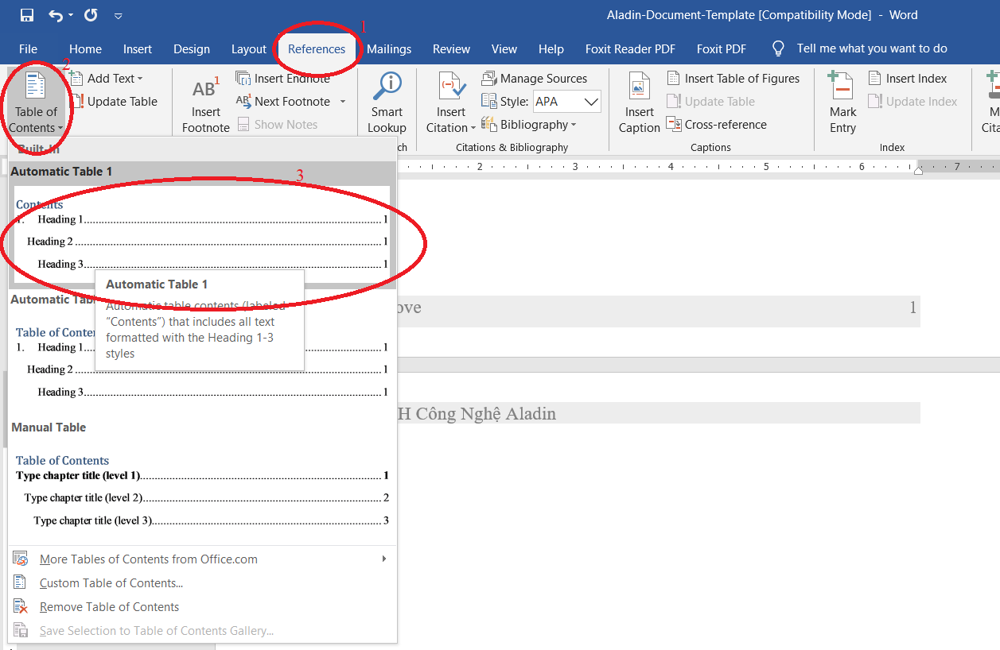 Aladin-Document-Template [Compatibility Mode] - Word
1
File Home Insert Design Layout References Mailings Review View Help Foxit Reader PDF Foxit PDF Tell me what you want to do
2
Table of Contents
Add Text
Update Table
AB1
Insert Footnote
Insert Endnote
AB1 Next Footnote
Show Notes
Smart Lookup
ch
Insert Citation
Manage Sources
Style: APA
Bibliography
Citations & Bibliography
Insert Caption
Insert Table of Figures
Update Table
Cross-reference
Captions
Mark Entry
Insert Index
Update Index
Index
Built-In
2 3 4 5 6 7
Automatic Table 1
3
Contents
1. Heading 1........1
Heading 2........1
Heading 3........1
Automatic Table 1
Automatic table contents (labeled
“Contents”) that includes all text
formatted with the Heading 1-3
styles
ove 1
Automatic Tab
Table of Conten
1. Heading 1........1
Heading 2........1
Heading 3........1
H Công Nghệ Aladin
Manual Table
Table of Contents
Type chapter title (level 1)........1
Type chapter title (level 2)........2
Type chapter title (level 3)........3
More Tables of Contents from Office.com
Custom Table of Contents...
Remove Table of Contents
Save Selection to Table of Contents Gallery...